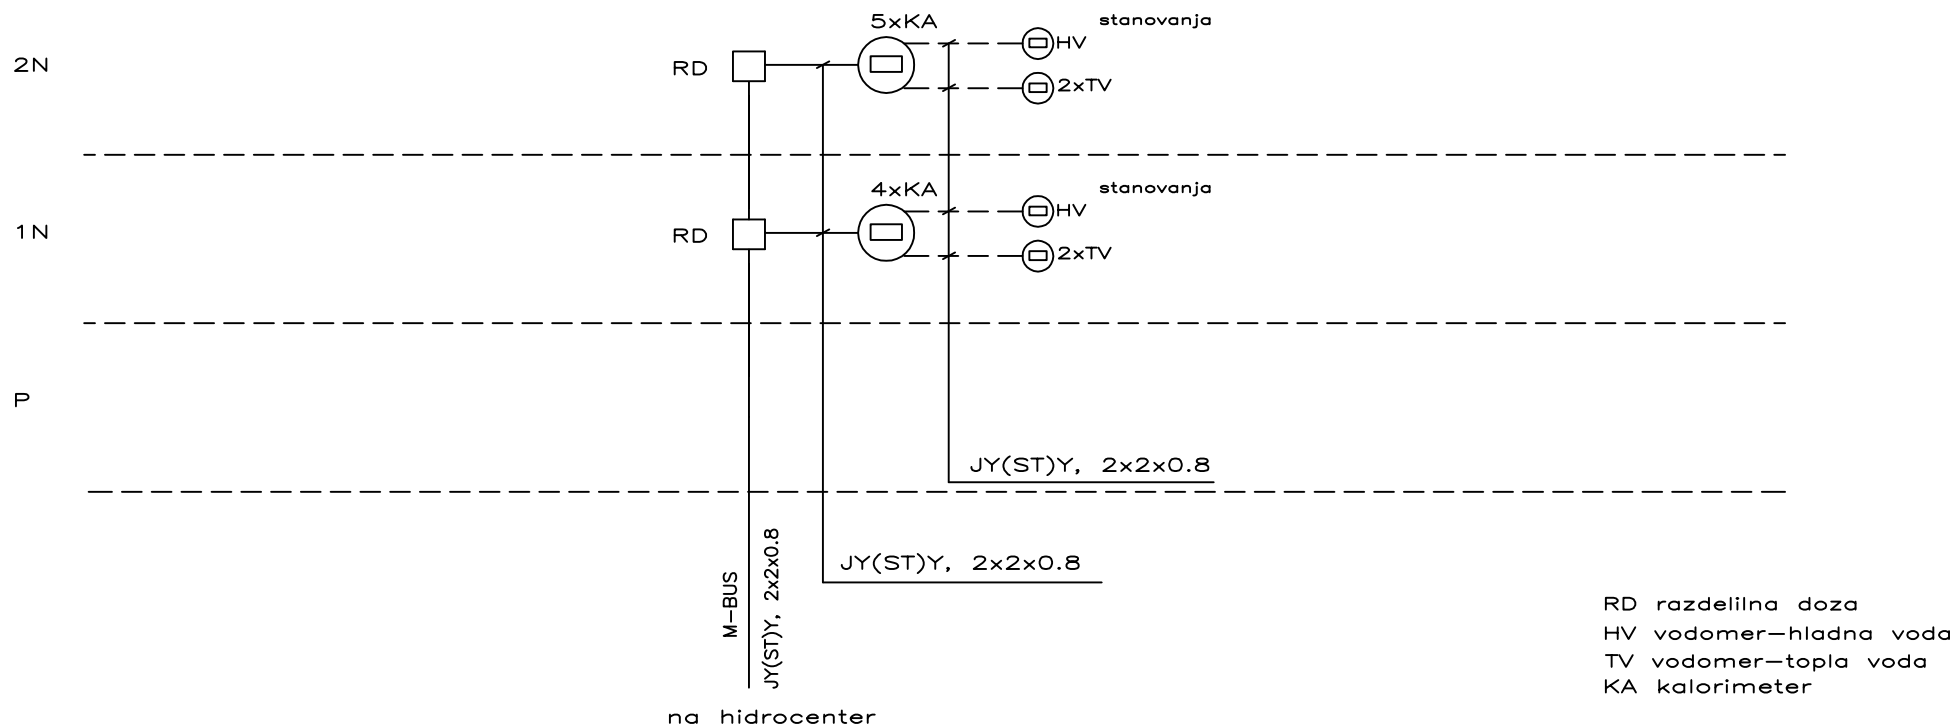 5xKA
stanovanja
2N
RD
HV
2xTV
4xKA
stanovanja
1N
RD
HV
2xTV
P
JY(ST)Y, 2x2x0.8
JY(ST)Y, 2x2x0.8
M-BUS
JY(ST)Y, 2x2x0.8
na hidrocenter
RD razdelilna doza
HV vodomer-hladna voda
TV vodomer-topla voda
KA kalorimeter